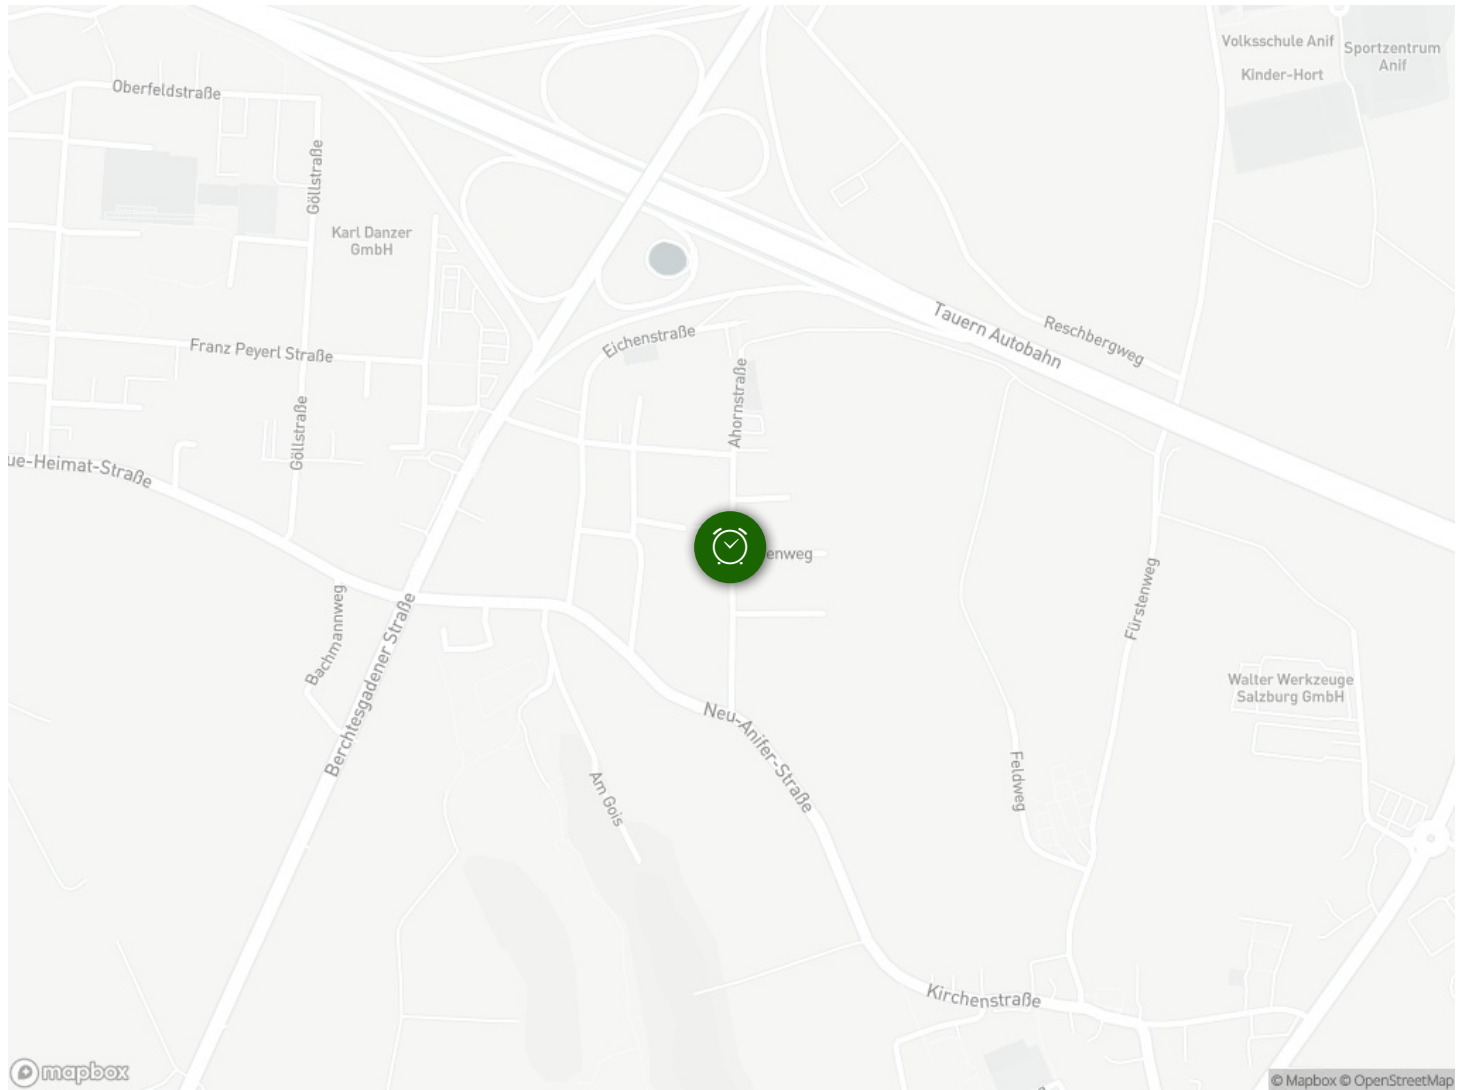 Volksschule Anif
Sportzentrum
Anif
Kinder-Hort
Oberfeldstraße
Göllstraße
Karl Danzer
GmbH
Tauern Autobahn
Reschbergweg
Eichenstraße
Franz Peyerl Straße
Ahornstraße
Göllstraße
ue-Heimat-Straße
enweg
Fürstenweg
Bachmannweg
Berchtesgadener Straße
Walter Werkzeuge
Salzburg GmbH
Neu-Anifer-Straße
Feldweg
Am Gois
Kirchenstraße
mapbox
© Mapbox © OpenStreetMap